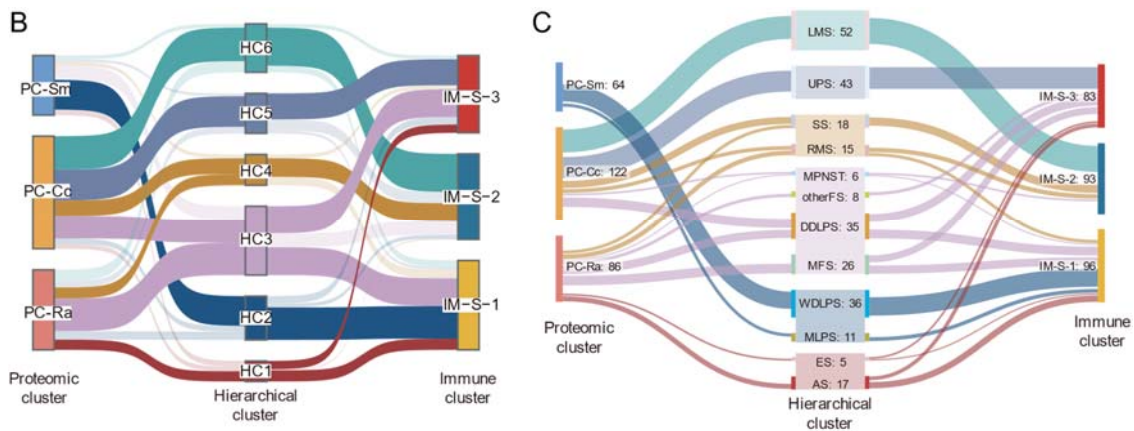 B
PC-Sm
PC-Cc
PC-Ra
HC6
HC5
HC4
HC3
HC2
HC1
IM-S-3
IM-S-2
IM-S-1
Proteomic
cluster
Hierarchical
cluster
Immune
cluster
C
PC-Sm: 64
PC-Cc: 122
PC-Ra: 86
LMS: 52
UPS: 43
SS: 18
RMS: 15
MPNST: 6
otherFS: 8
DDLPS: 35
MFS: 26
WDLPS: 36
MLPS: 11
ES: 5
AS: 17
IM-S-3: 83
IM-S-2: 93
IM-S-1: 96
Proteomic
cluster
Hierarchical
cluster
Immune
cluster